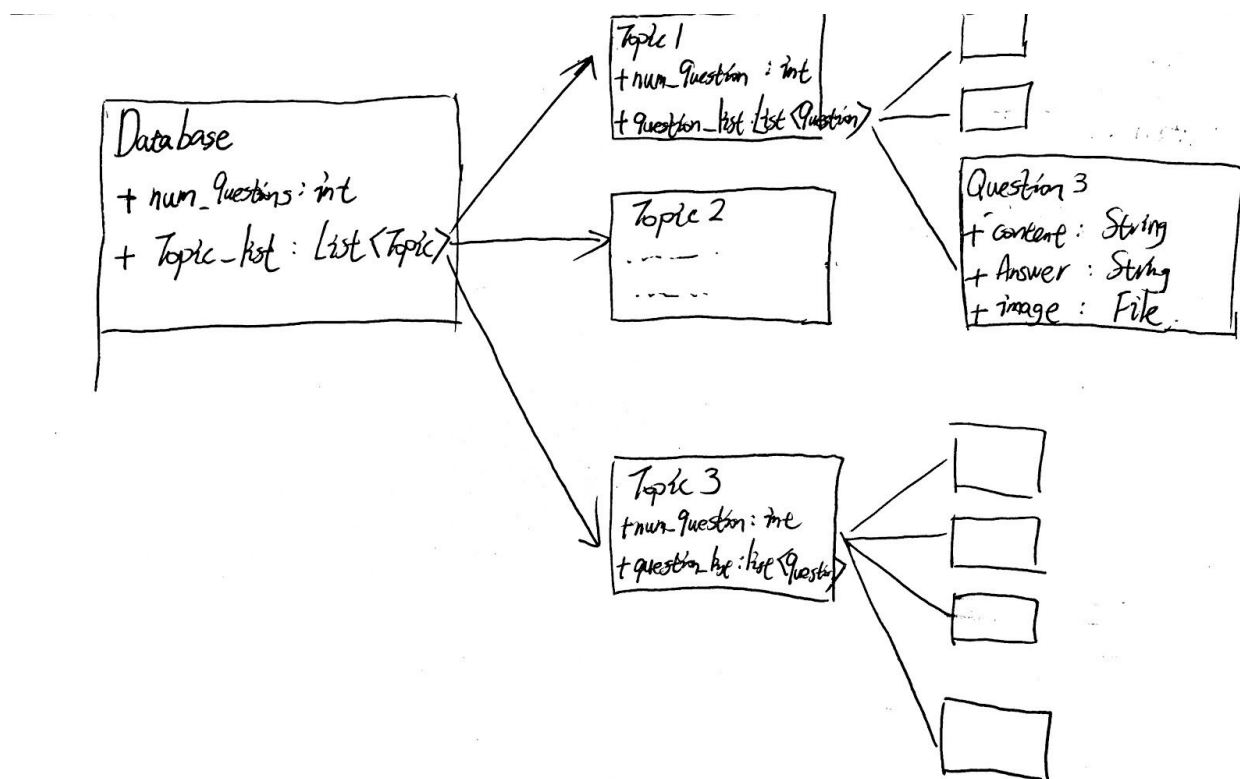 Database
+ num_Questins: int
+ Topic_list : List<Topic>
Topic 1
+num_Question : int
+question_list:List<Question>
Topic 2
Topic 3
+num_Question: int
+question_list:list<Question>
Question 3
+ content : String
+ Answer : String
+ image : File